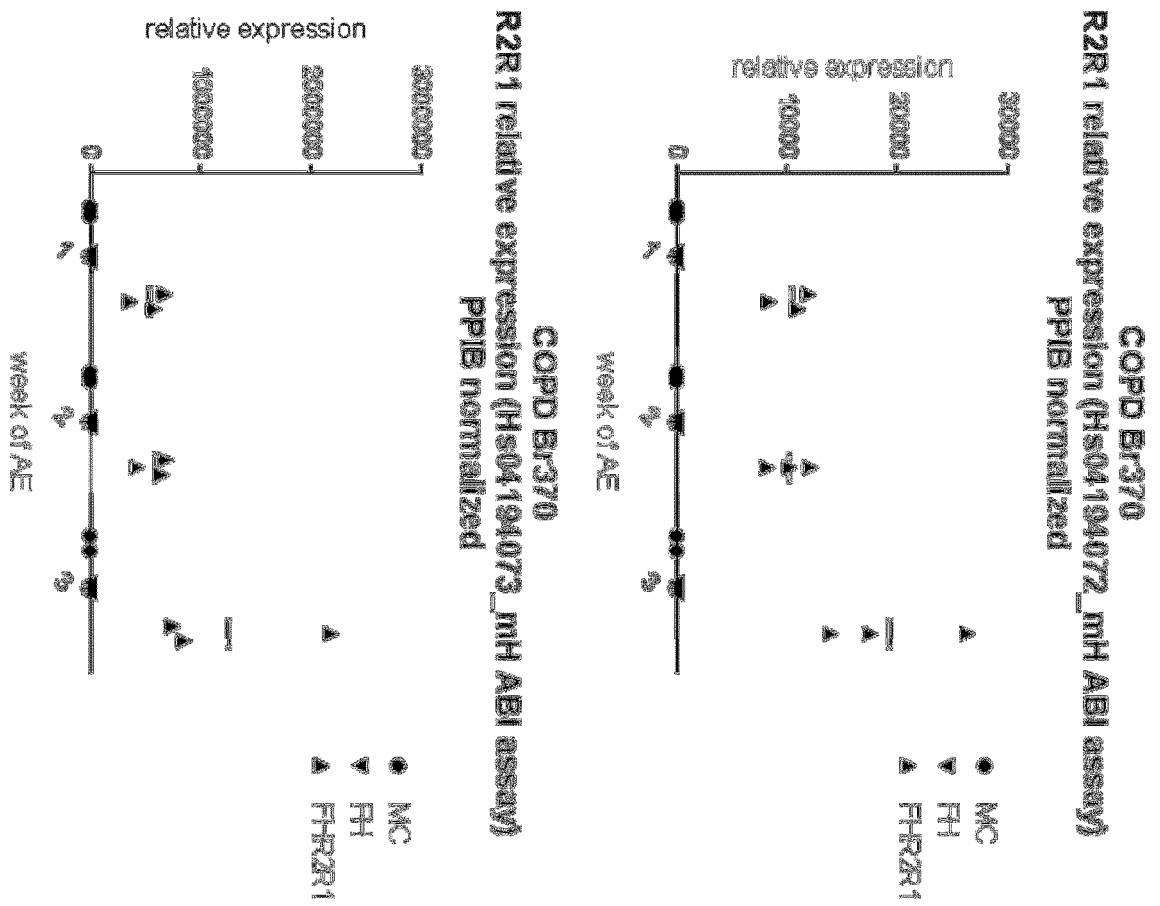 COPD Br370
R2R1 relative expression (Hs04194072_mH ABI assay)
PPIB normalized
30000
20000
10000
0
relative expression
1
2
3
week of AE
MC
FH
FHR2R1
COPD Br370
R2R1 relative expression (Hs04194073_mH ABI assay)
PPIB normalized
3000000
2000000
1000000
0
relative expression
1
2
3
week of AE
MC
FH
FHR2R1